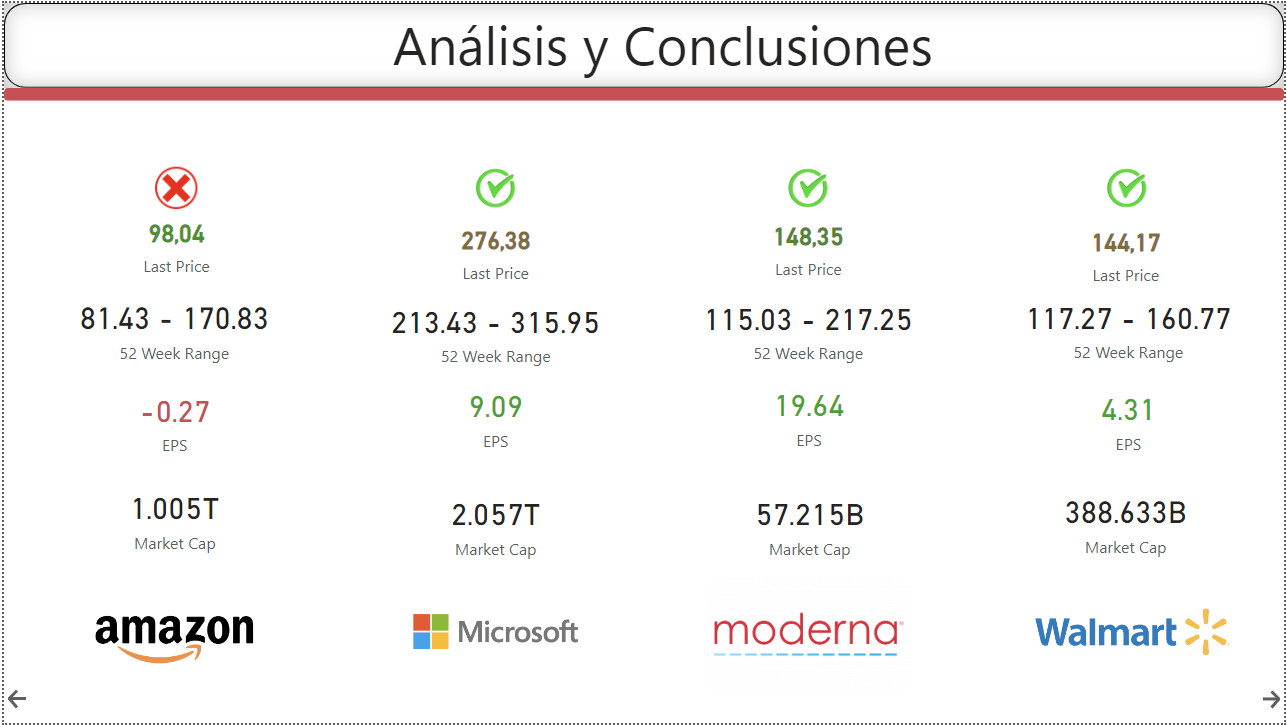 Análisis y Conclusiones
98,04
Last Price
81.43 - 170.83
52 Week Range
-0.27
EPS
1.005T
Market Cap
amazon
276,38
Last Price
213.43 - 315.95
52 Week Range
9.09
EPS
2.057T
Market Cap
Microsoft
148,35
Last Price
115.03 - 217.25
52 Week Range
19.64
EPS
57.215B
Market Cap
moderna
144,17
Last Price
117.27 - 160.77
52 Week Range
4.31
EPS
388.633B
Market Cap
Walmart